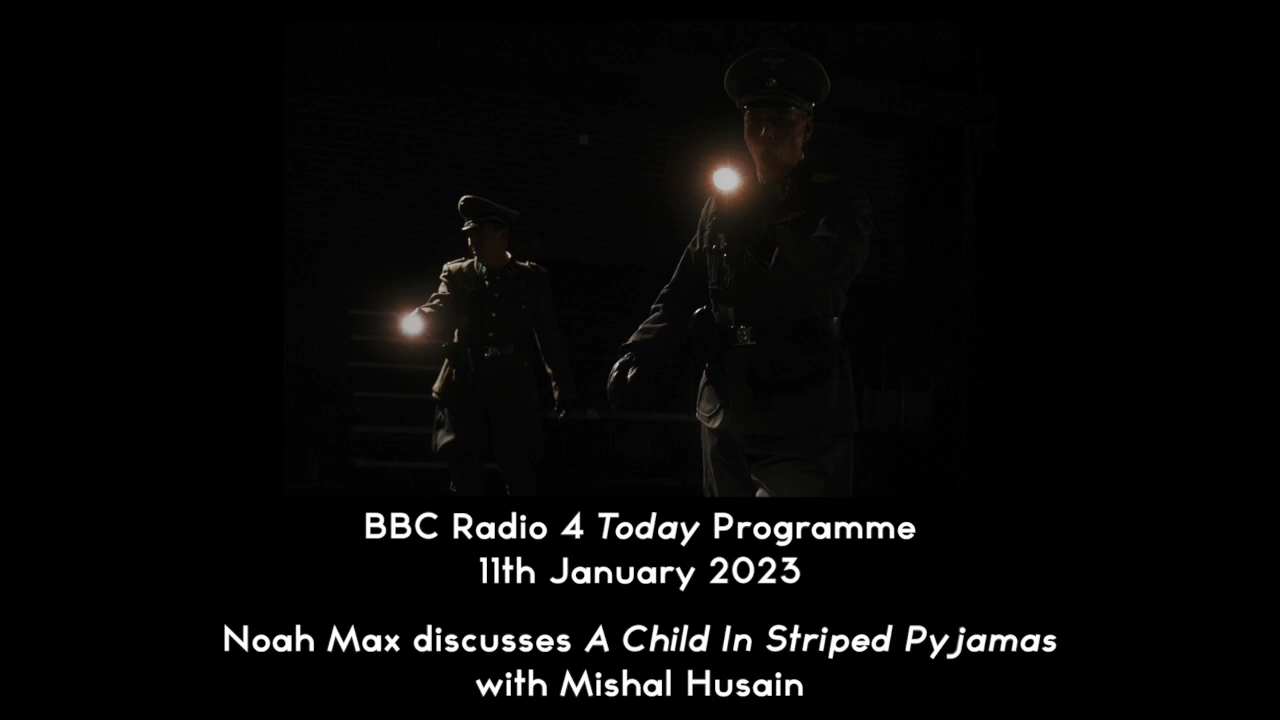 BBC Radio 4 Today Programme
11th January 2023
Noah Max discusses A Child In Striped Pyjamas
with Mishal Husain